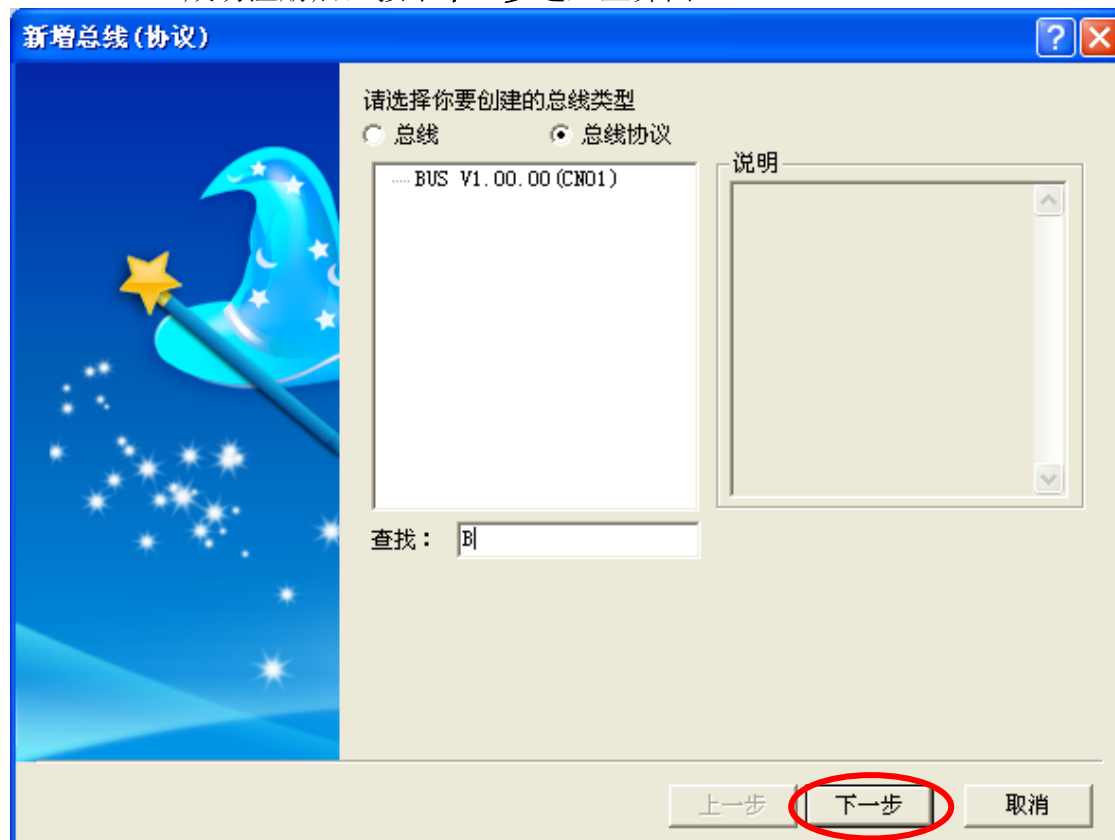 新增总线(协议)
请选择你要创建的总线类型
总线 总线协议
BUS V1.00.00(CN01)
说明
查找： B
上一步 下一步 取消